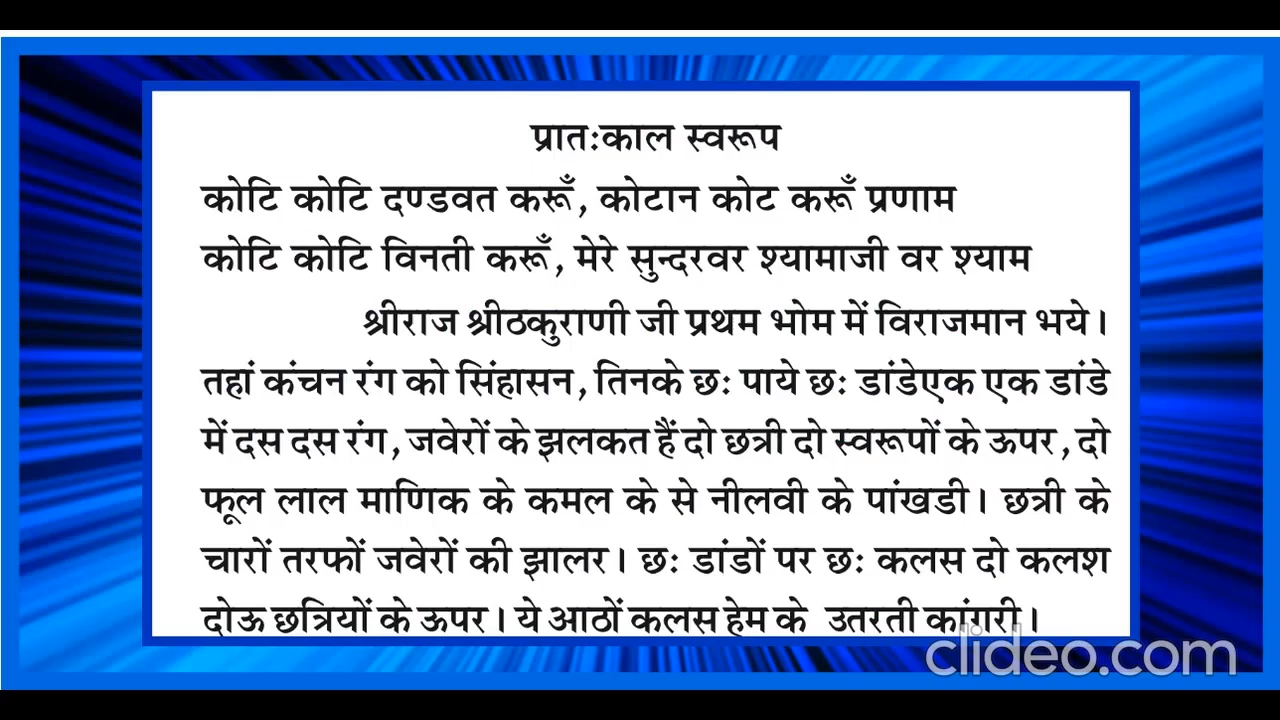 प्रातःकाल स्वरूप
कोटि कोटि दण्डवत करूँ, कोटान कोट करूँ प्रणाम
कोटि कोटि विनती करूँ, मेरे सुन्दरवर श्यामाजी वर श्याम
श्रीराज श्रीठकुराणी जी प्रथम भोम में विराजमान भये।
तहां कंचन रंग को सिंहासन, तिनके छः पाये छः डांडेएक एक डांडे
में दस दस रंग, जवेरों के झलकत हैं दो छत्री दो स्वरूपों के ऊपर, दो
फूल लाल माणिक के कमल के से नीलवी के पांखडी। छत्री के
चारों तरफों जवेरों की झालर। छः डांडों पर छः कलस दो कलश
दोऊ छत्रियों के ऊपर। ये आठों कलस हेम के उतरती कांगरी।
clideo.com